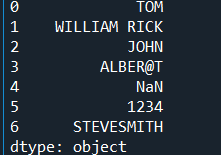 0             TOM
1    WILLIAM RICK
2            JOHN
3         ALBER@T
4             NaN
5            1234
6      STEVESMITH
dtype: object